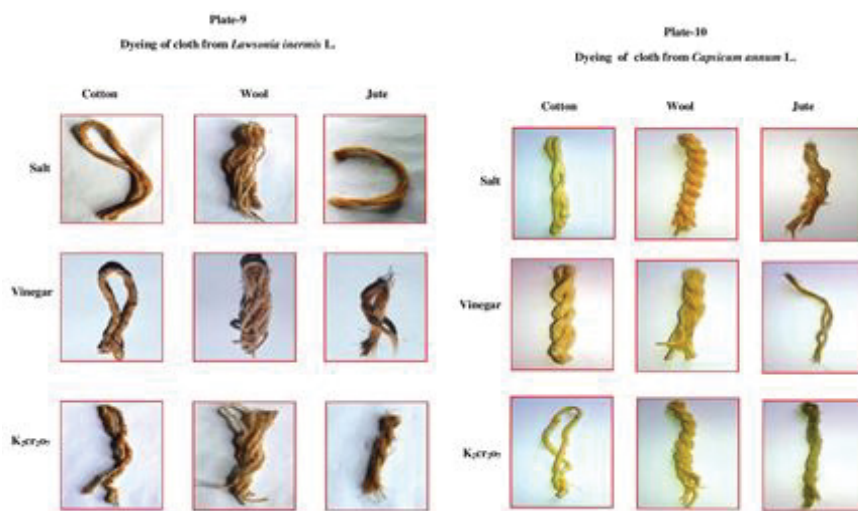 Plate-9
Dyeing of cloth from Lawsonia inermis L.
Cotton Wool Jute
Salt
Vinegar
K₂cr₂o₇
Plate-10
Dyeing of cloth from Capsicum annum L.
Cotton Wool Jute
Salt
Vinegar
K₂cr₂o₇